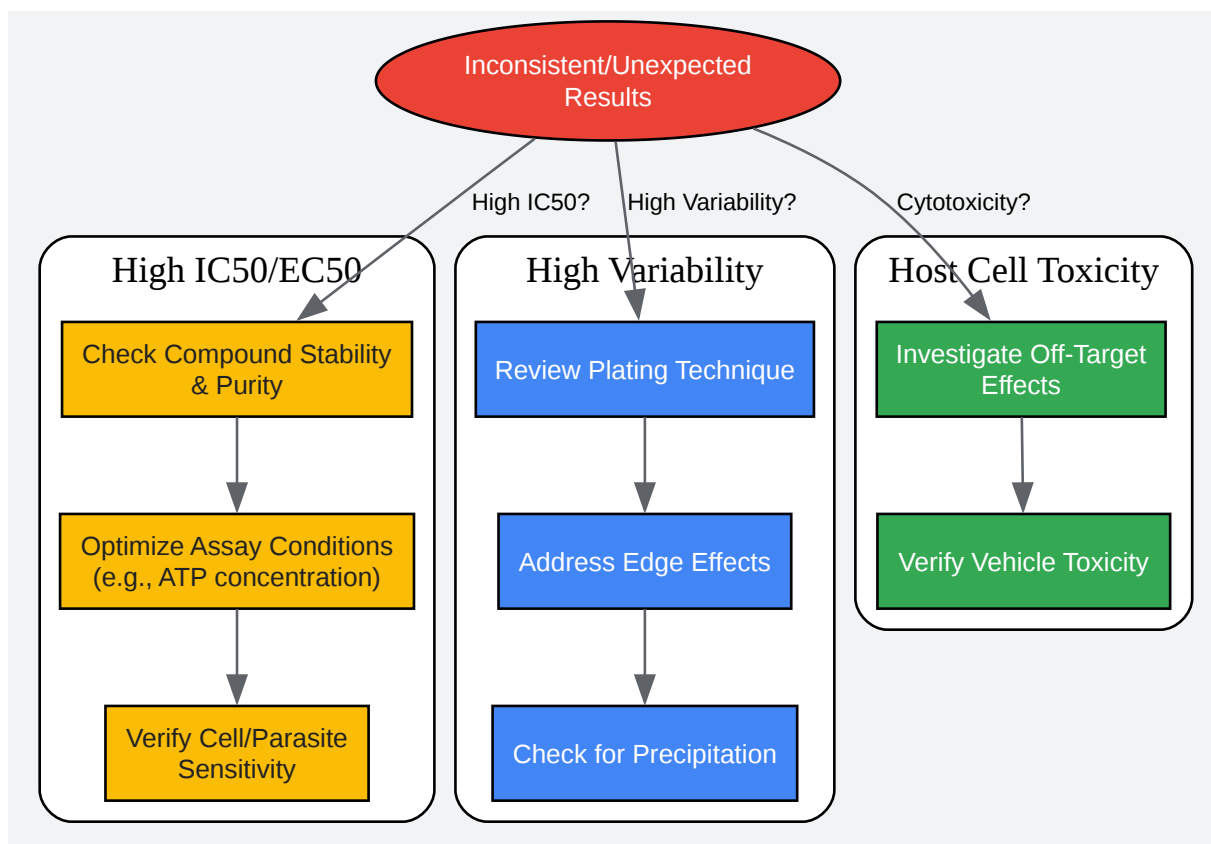 Inconsistent/Unexpected
Results
High IC50?
High Variability?
Cytotoxicity?
High IC50/EC50
Check Compound Stability
& Purity
Optimize Assay Conditions
(e.g., ATP concentration)
Verify Cell/Parasite
Sensitivity
High Variability
Review Plating Technique
Address Edge Effects
Check for Precipitation
Host Cell Toxicity
Investigate Off-Target
Effects
Verify Vehicle Toxicity